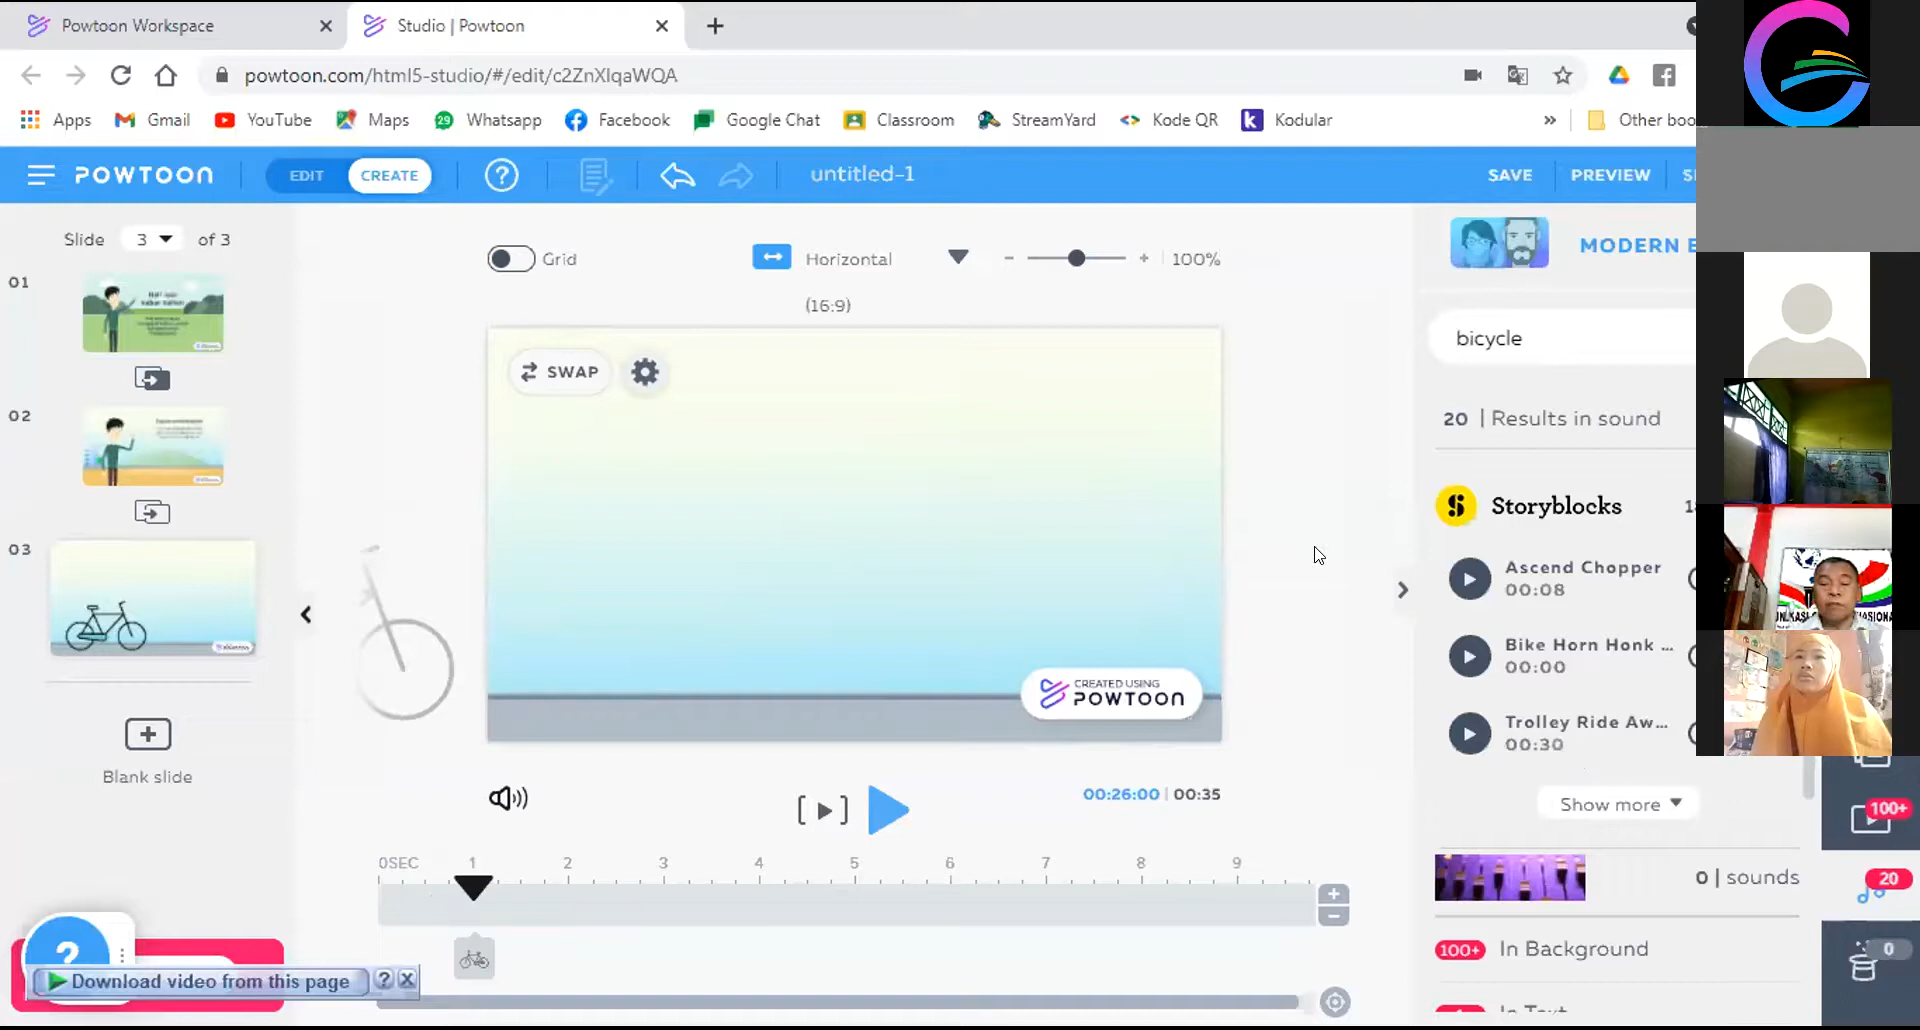 Powtoon Workspace
Studio | Powtoon
powtoon.com/html5-studio/#/edit/c2ZnXlqaWQA
Apps
Gmail
YouTube
Maps
29
Whatsapp
Facebook
Google Chat
Classroom
StreamYard
Kode QR
k
Kodular
»
Other boo
POWTOON
EDIT
CREATE
?
untitled-1
SAVE
PREVIEW
Slide 3 of 3
Grid
Horizontal
(16:9)
- + 100%
MODERN E
01
02
03
SWAP
bicycle
20 | Results in sound
Storyblocks
Ascend Chopper
00:08
Bike Horn Honk ...
00:00
Trolley Ride Aw...
00:30
Show more
CREATED USING
POWTOON
Blank slide
00:26:00 | 00:35
0SEC 1 2 3 4 5 6 7 8 9
0 | sounds
100+ In Background
In Text
100+
20
0
?
Download video from this page
?